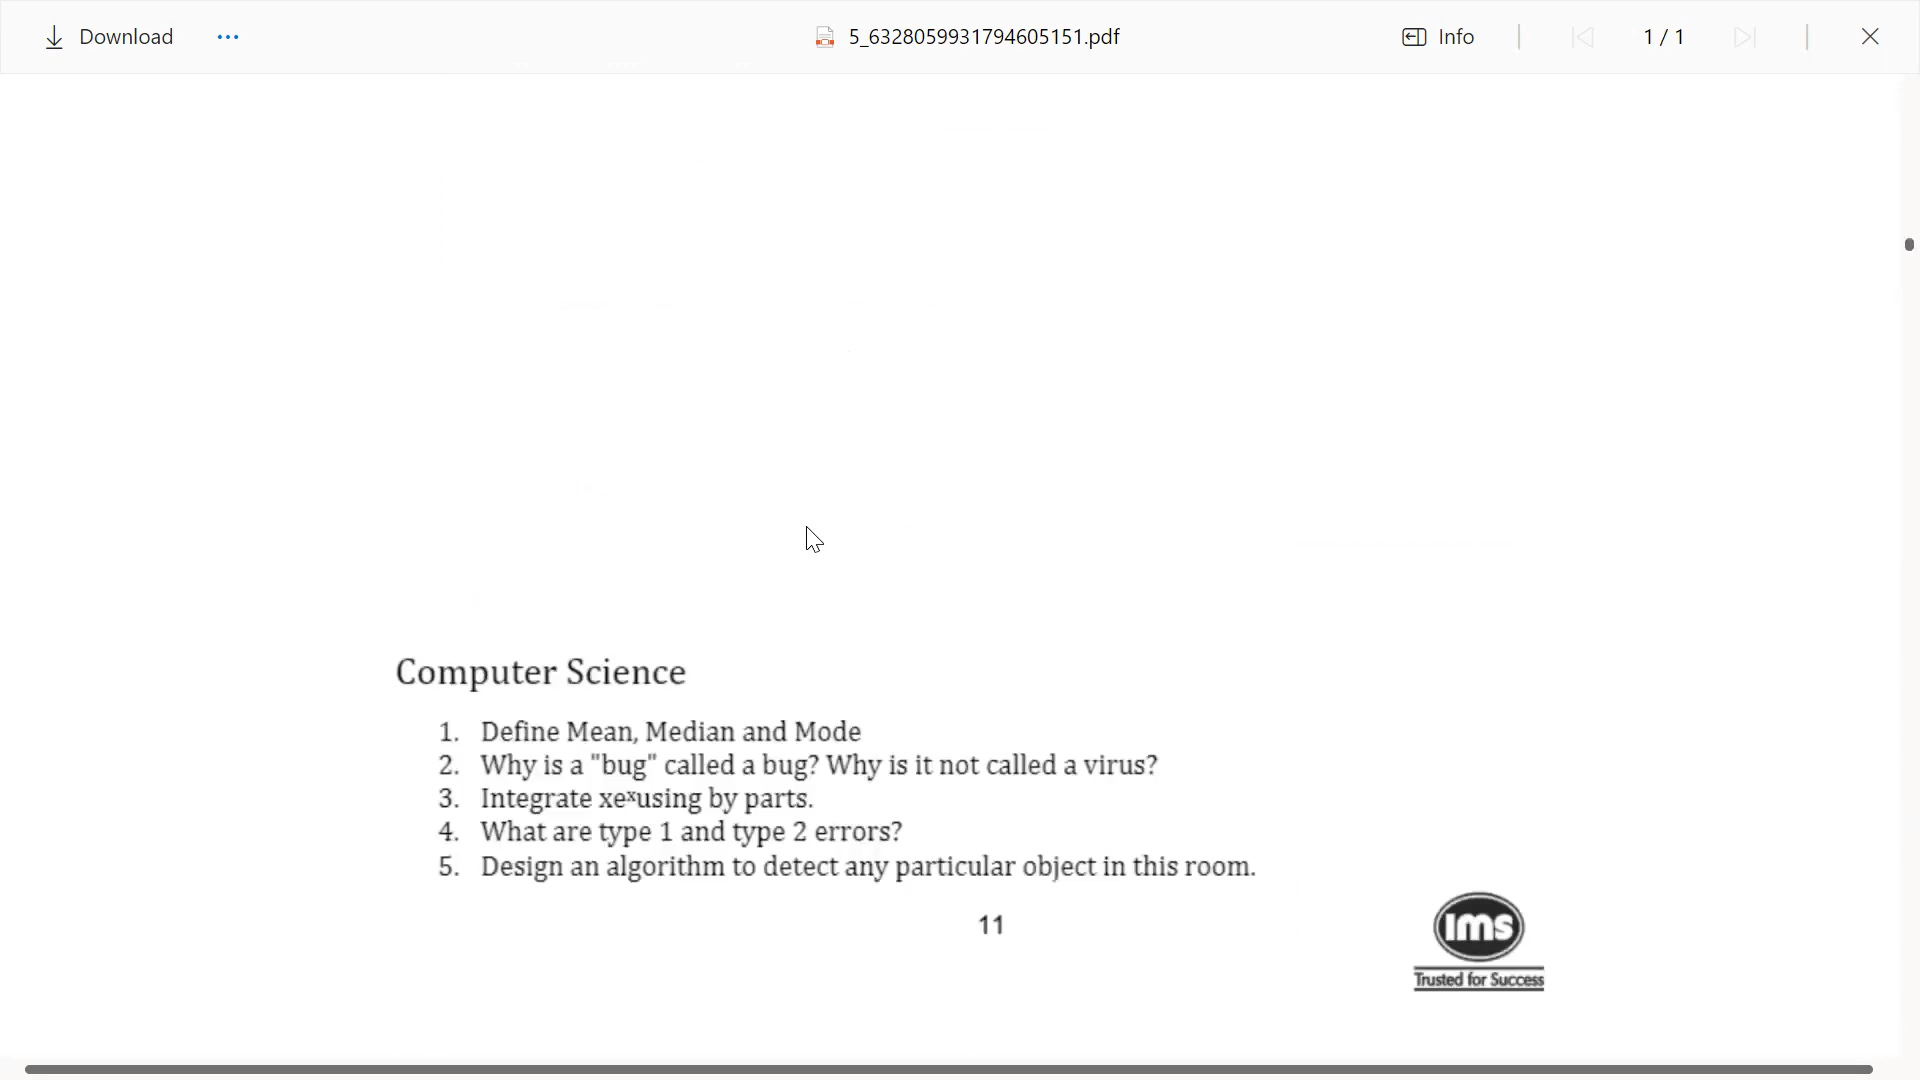 Download ... 5_6328059931794605151.pdf Info 1 / 1
Computer Science
1. Define Mean, Median and Mode
2. Why is a "bug" called a bug? Why is it not called a virus?
3. Integrate xeˣusing by parts.
4. What are type 1 and type 2 errors?
5. Design an algorithm to detect any particular object in this room.
11
ims
Trusted for Success